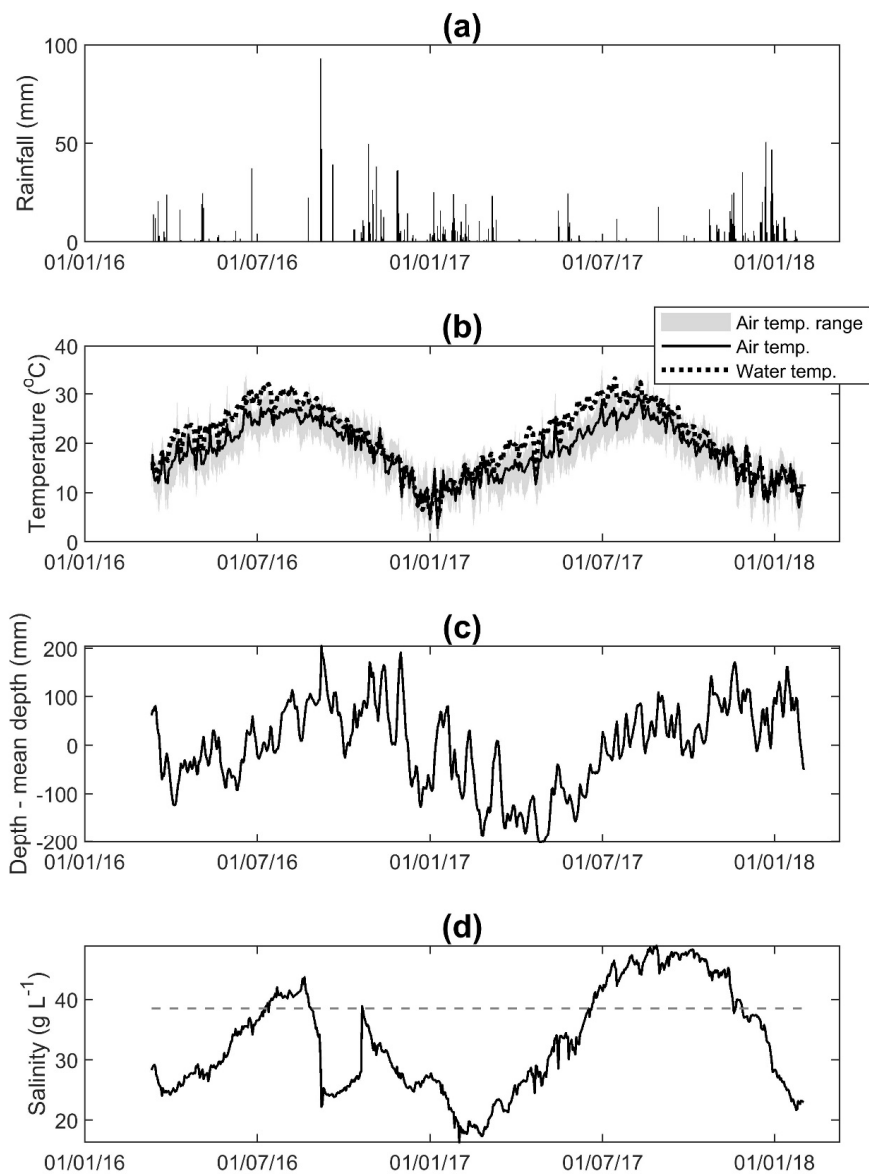 (a)
Rainfall (mm)
100
50
0
01/01/16 01/07/16 01/01/17 01/07/17 01/01/18
(b)
Air temp. range
Air temp.
Water temp.
Temperature (°C)
40
30
20
10
0
01/01/16 01/07/16 01/01/17 01/07/17 01/01/18
(c)
Depth - mean depth (mm)
200
100
0
-100
-200
01/01/16 01/07/16 01/01/17 01/07/17 01/01/18
(d)
Salinity (g L⁻¹)
40
30
20
01/01/16 01/07/16 01/01/17 01/07/17 01/01/18